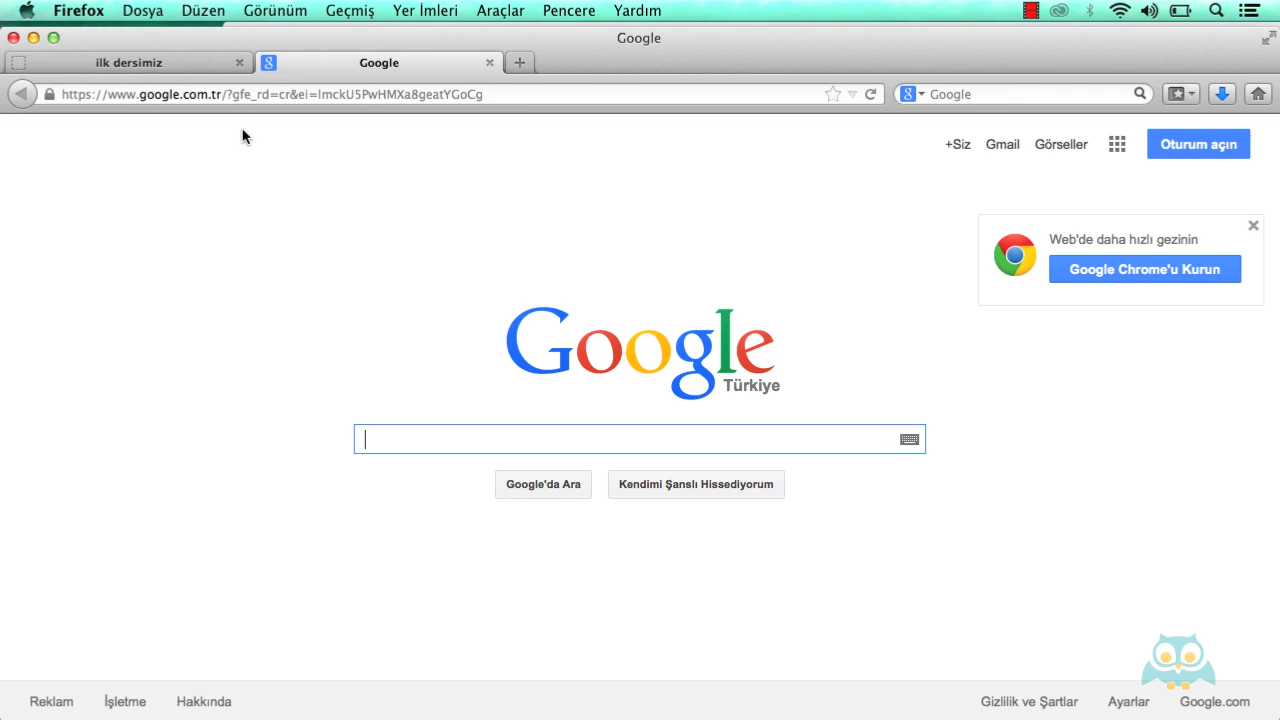 Firefox Dosya Düzen Görünüm Geçmiş Yer İmleri Araçlar Pencere Yardım
Google
ilk dersimiz
Google
https://www.google.com.tr/?gfe_rd=cr&ei=lmckU5PwHMXa8geatYGoCg
Google
+Siz Gmail Görseller Oturum açın
Web'de daha hızlı gezinin
Google Chrome'u Kurun
Google
Türkiye
Google'da Ara Kendimi Şanslı Hissediyorum
Reklam İşletme Hakkında Gizlilik ve Şartlar Ayarlar Google.com